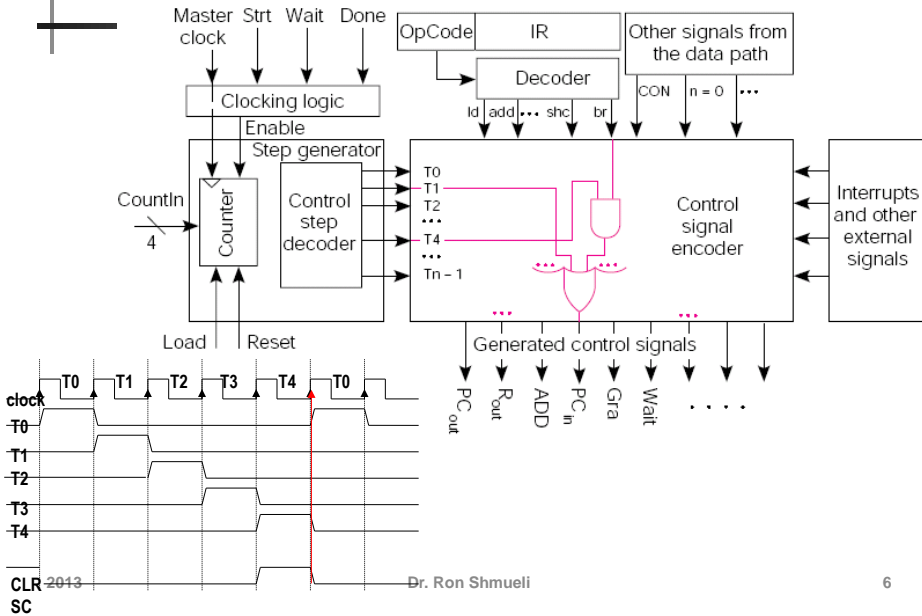 Master clock
Strt
Wait
Done
OpCode
IR
Other signals from the data path
Decoder
Clocking logic
ld
add
•••
shc
br
CON
n = 0
•••
Enable
Step generator
CountIn
4
Counter
Control step decoder
T0
T1
T2
•••
T4
•••
Tn – 1
Control signal encoder
Interrupts and other external signals
•••
•••
•••
•••
Load
Reset
Generated control signals
PCout
Rout
ADD
PCin
Gra
Wait
• • • •
T0
T1
T2
T3
T4
T0
clock
T0
T1
T2
T3
T4
CLR
SC
2013
Dr. Ron Shmueli
6